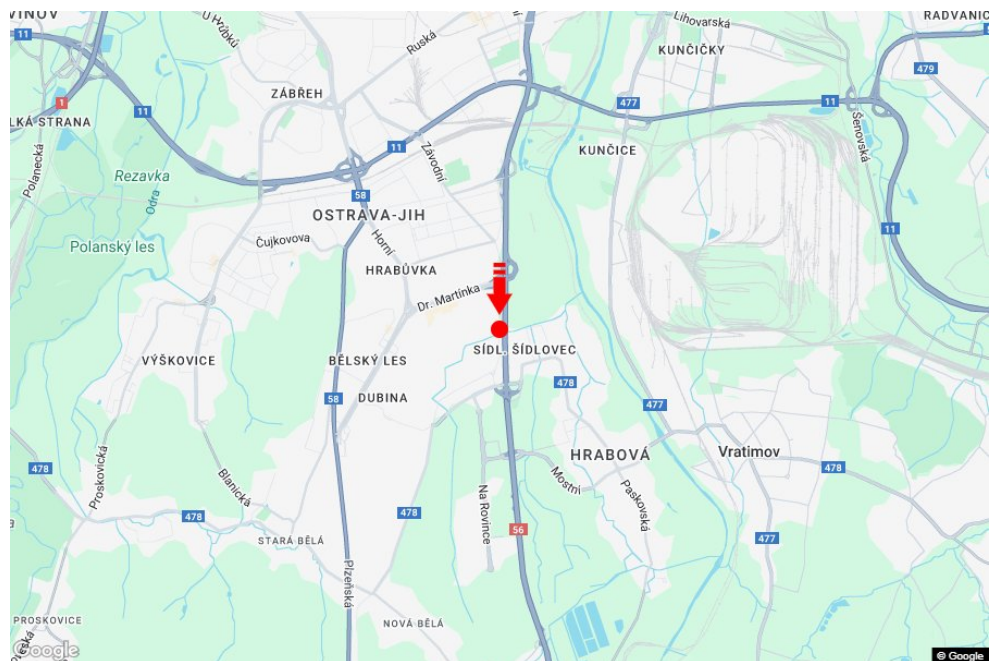 VINOV
U Hrůbků
Ruská
Lihovarská
RADVANIC
KUNČIČKY
11
479
ZÁBŘEH
477
1
11
11
LKÁ STRANA
11
Závodní
Šenovská
KUNČICE
Polanecká
Rezavka
Odra
58
OSTRAVA-JIH
11
Čujkovova
Horní
Polanský les
HRABŮVKA
Dr. Martínka
VÝŠKOVICE
BĚLSKÝ LES
SÍDL. ŠÍDLOVEC
478
58
DUBINA
477
Proskovická
478
Blanická
HRABOVÁ
Vratimov
478
Mostní
Paskovská
Na Rovince
478
478
56
477
STARÁ BĚLÁ
Plzeňská
PROSKOVICE
NOVÁ BĚLÁ
Google
© Google